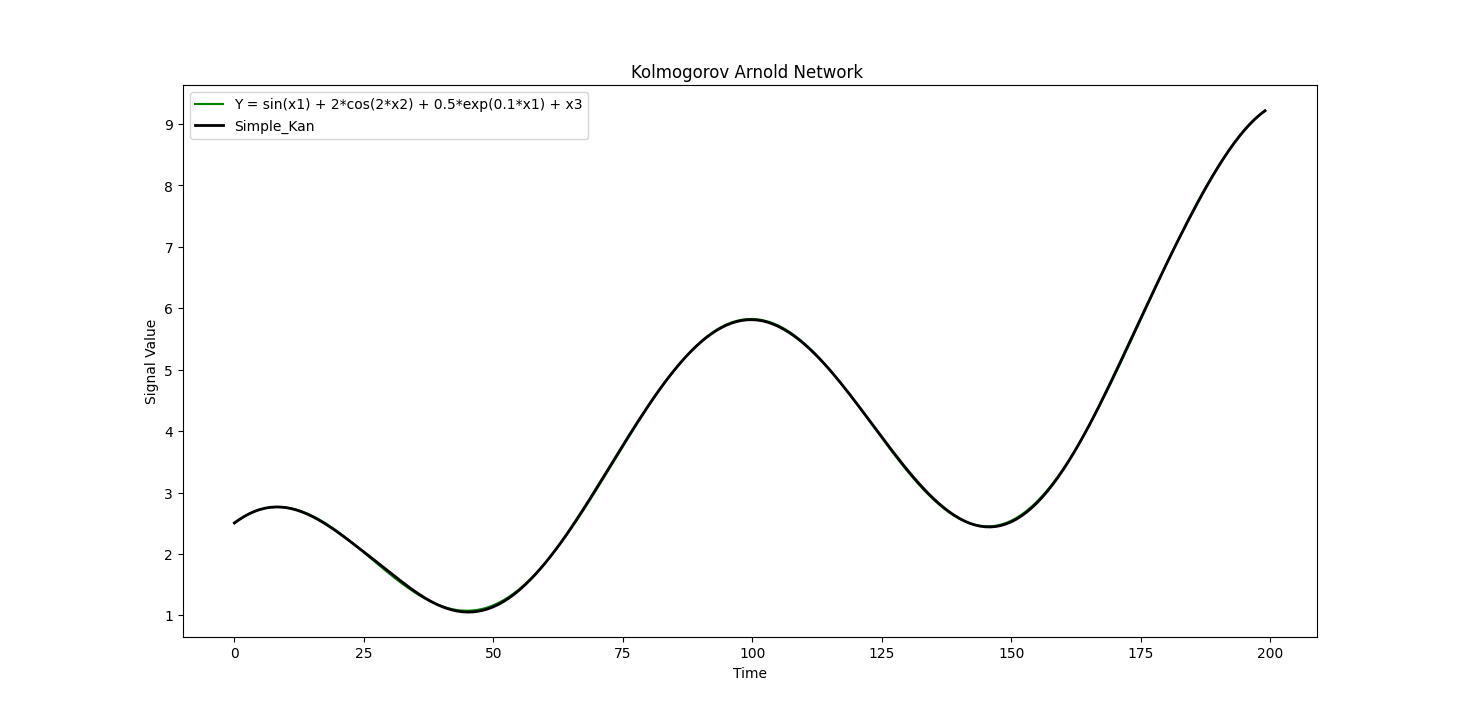 Kolmogorov Arnold Network
Y = sin(x1) + 2*cos(2*x2) + 0.5*exp(0.1*x1) + x3
Simple_Kan
9
8
7
6
5
4
3
2
1
Signal Value
0 25 50 75 100 125 150 175 200
Time